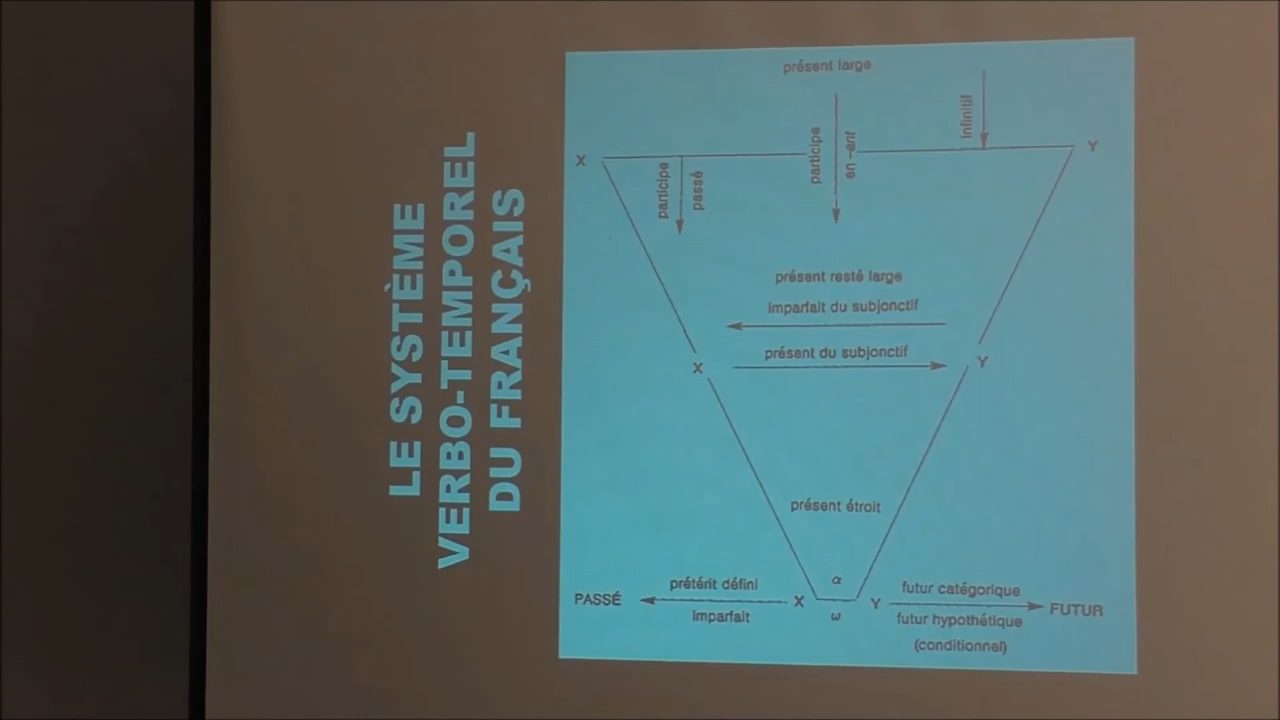 LE SYSTÈME
VERBO-TEMPOREL
DU FRANÇAIS
présent large
infinitif
participe
en -ant
X
Y
participe
passé
présent resté large
imparfait du subjonctif
présent du subjonctif
X
Y
présent étroit
α
PASSÉ
prétérit défini
imparfait
X
ω
Y
futur catégorique
FUTUR
futur hypothétique
(conditionnel)